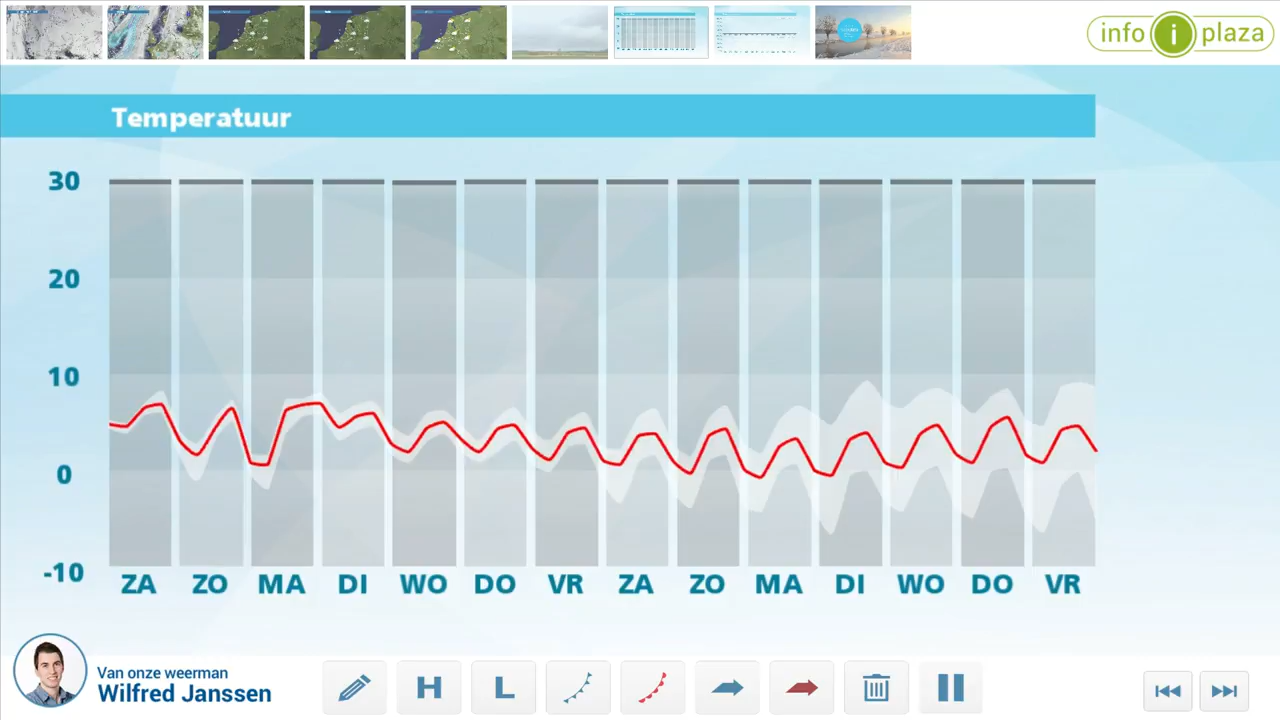 info i plaza
Temperatuur
30
20
10
0
-10
ZA ZO MA DI WO DO VR ZA ZO MA DI WO DO VR
Van onze weerman
Wilfred Janssen
H L